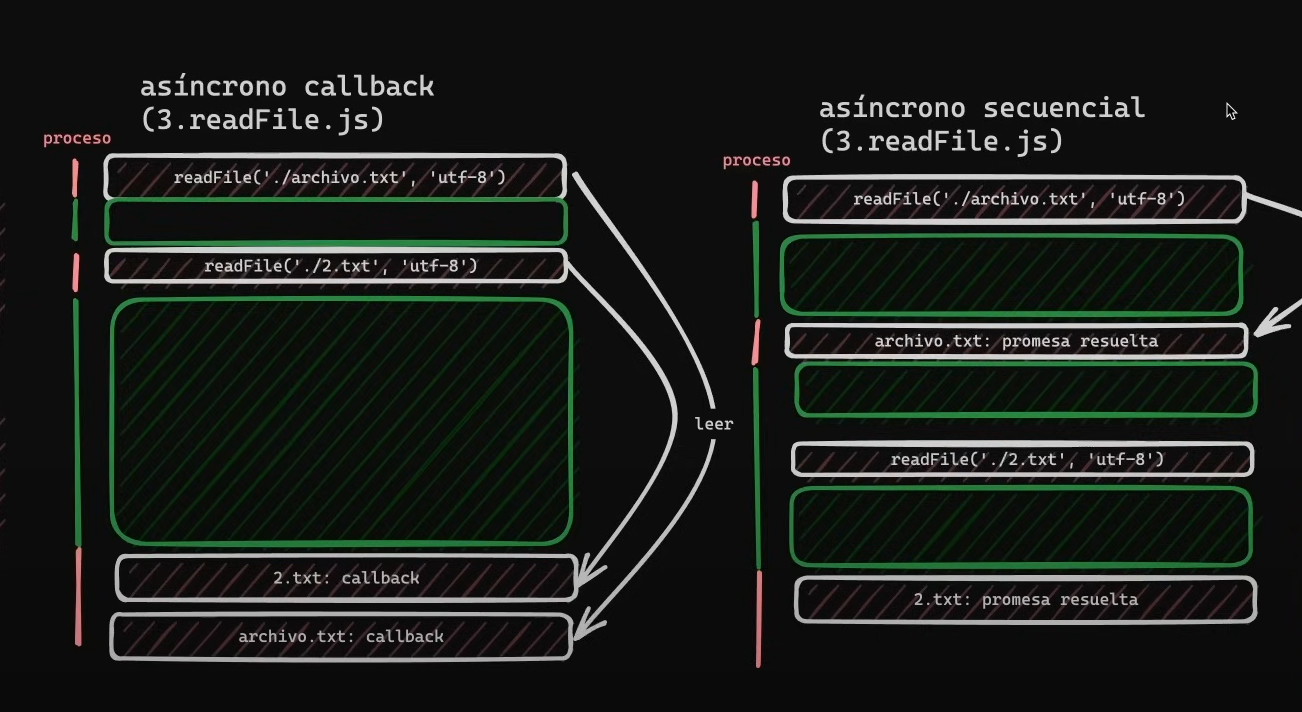 asíncrono callback
(3.readFile.js)
proceso
readFile('./archivo.txt', 'utf-8')
readFile('./2.txt', 'utf-8')
leer
2.txt: callback
archivo.txt: callback
asíncrono secuencial
(3.readFile.js)
proceso
readFile('./archivo.txt', 'utf-8')
archivo.txt: promesa resuelta
readFile('./2.txt', 'utf-8')
2.txt: promesa resuelta